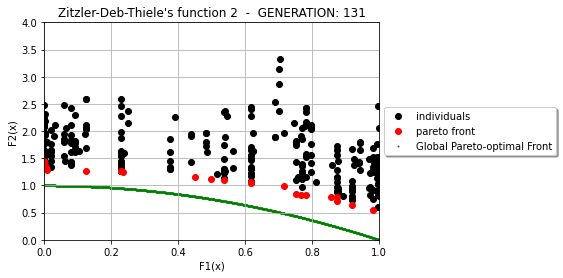 Zitzler-Deb-Thiele's function 2 - GENERATION: 131
4.0
3.5
3.0
2.5
2.0
1.5
1.0
0.5
0.0
F2(x)
0.0 0.2 0.4 0.6 0.8 1.0
F1(x)
individuals
pareto front
Global Pareto-optimal Front